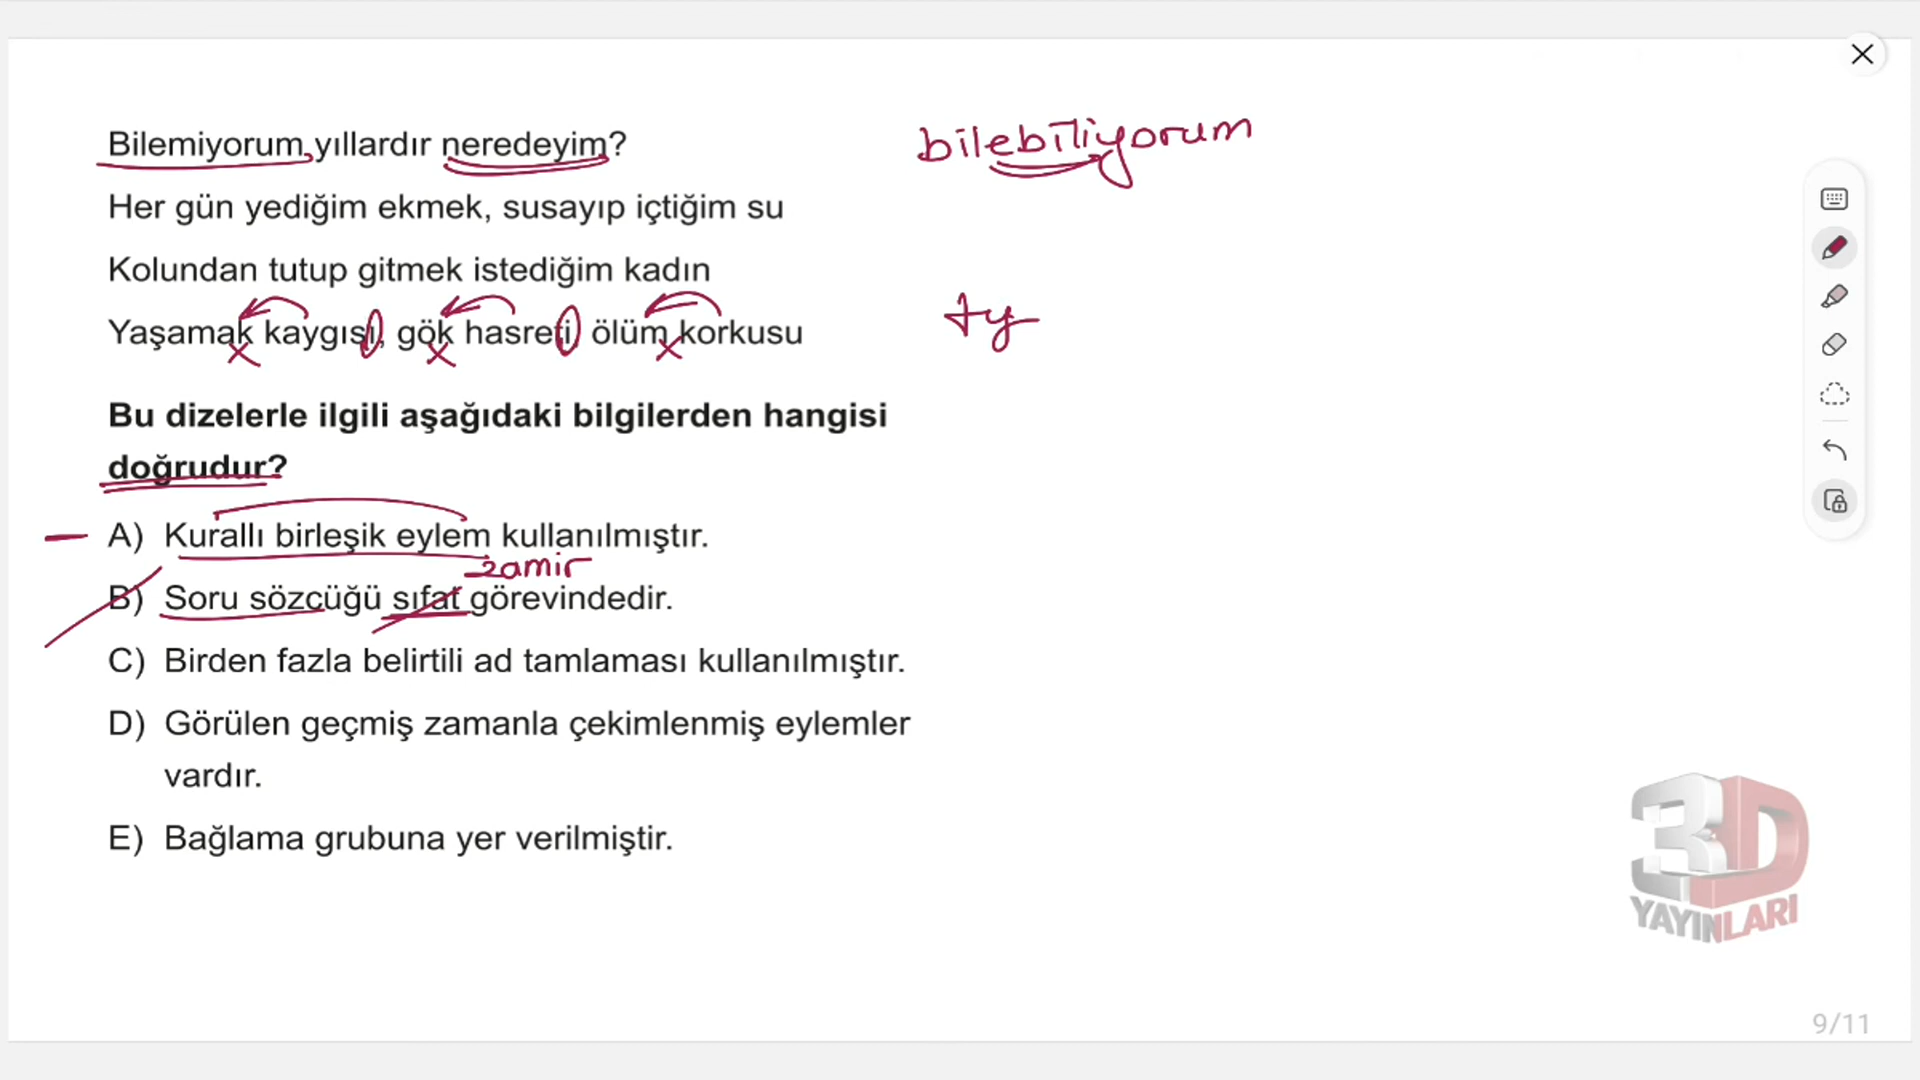 Bilemiyorum, yıllardır neredeyim?
bilebiliyorum
Her gün yediğim ekmek, susayıp içtiğim su
Kolundan tutup gitmek istediğim kadın
Yaşamak kaygısı, gök hasreti, ölüm korkusu
Bu dizelerle ilgili aşağıdaki bilgilerden hangisi
doğrudur?
A) Kurallı birleşik eylem kullanılmıştır.
zamir
B) Soru sözcüğü sıfat görevindedir.
C) Birden fazla belirtili ad tamlaması kullanılmıştır.
D) Görülen geçmiş zamanla çekimlenmiş eylemler
vardır.
E) Bağlama grubuna yer verilmiştir.
3D
YAYINLARI
9/11